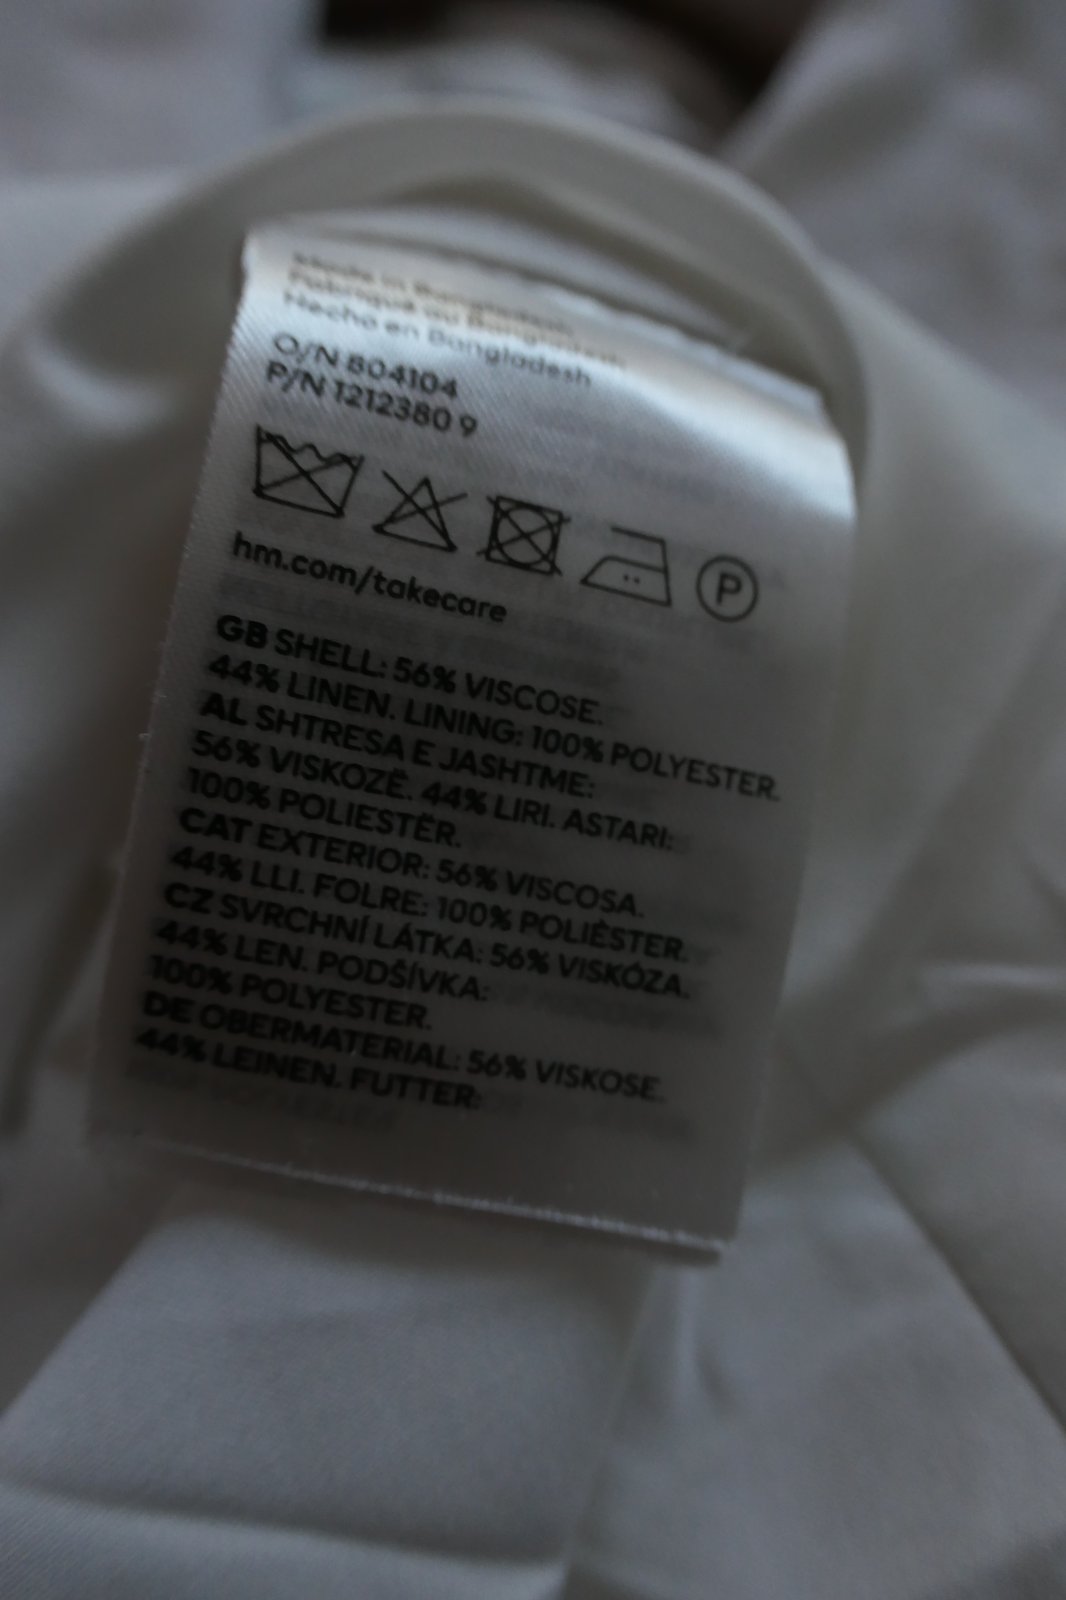 Made in Bangladesh
Fabriqué au Bangladesh
Hecho en Bangladesh
O/N 804104
P/N 1212380 9
P
hm.com/takecare
GB SHELL: 56% VISCOSE.
44% LINEN. LINING: 100% POLYESTER.
AL SHTRESA E JASHTME:
56% VISKOZË. 44% LIRI. ASTARI:
100% POLIESTËR.
CAT EXTERIOR: 56% VISCOSA.
44% LLI. FOLRE: 100% POLIÈSTER.
CZ SVRCHNÍ LÁTKA: 56% VISKÓZA.
44% LEN. PODŠÍVKA:
100% POLYESTER.
DE OBERMATERIAL: 56% VISKOSE.
44% LEINEN. FUTTER: